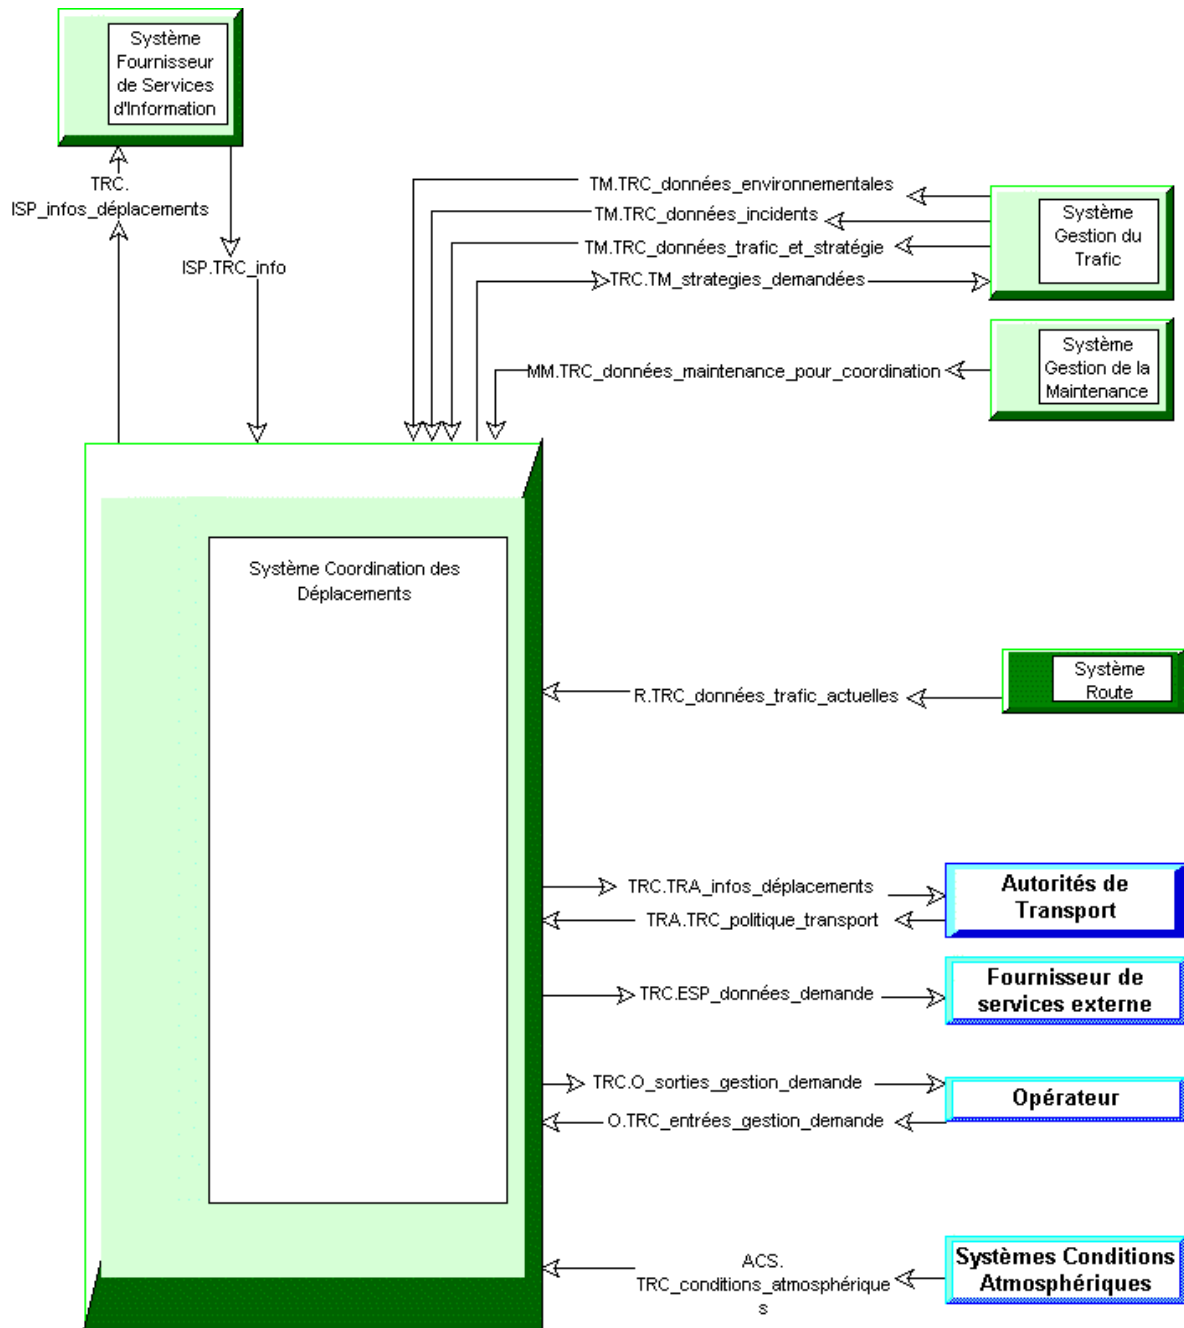 Système
Fournisseur
de Services
d'Information
TRC.
ISP_infos_déplacements
ISP.TRC_info
TM.TRC_données_environnementales
TM.TRC_données_incidents
TM.TRC_données_trafic_et_stratégie
TRC.TM_strategies_demandées
Système
Gestion du
Trafic
MM.TRC_données_maintenance_pour_coordination
Système
Gestion de la
Maintenance
Système Coordination des
Déplacements
R.TRC_données_trafic_actuelles
Système
Route
TRC.TRA_infos_déplacements
TRA.TRC_politique_transport
Autorités de
Transport
TRC.ESP_données_demande
Fournisseur de
services externe
TRC.O_sorties_gestion_demande
O.TRC_entrées_gestion_demande
Opérateur
ACS.
TRC_conditions_atmosphérique
s
Systèmes Conditions
Atmosphériques